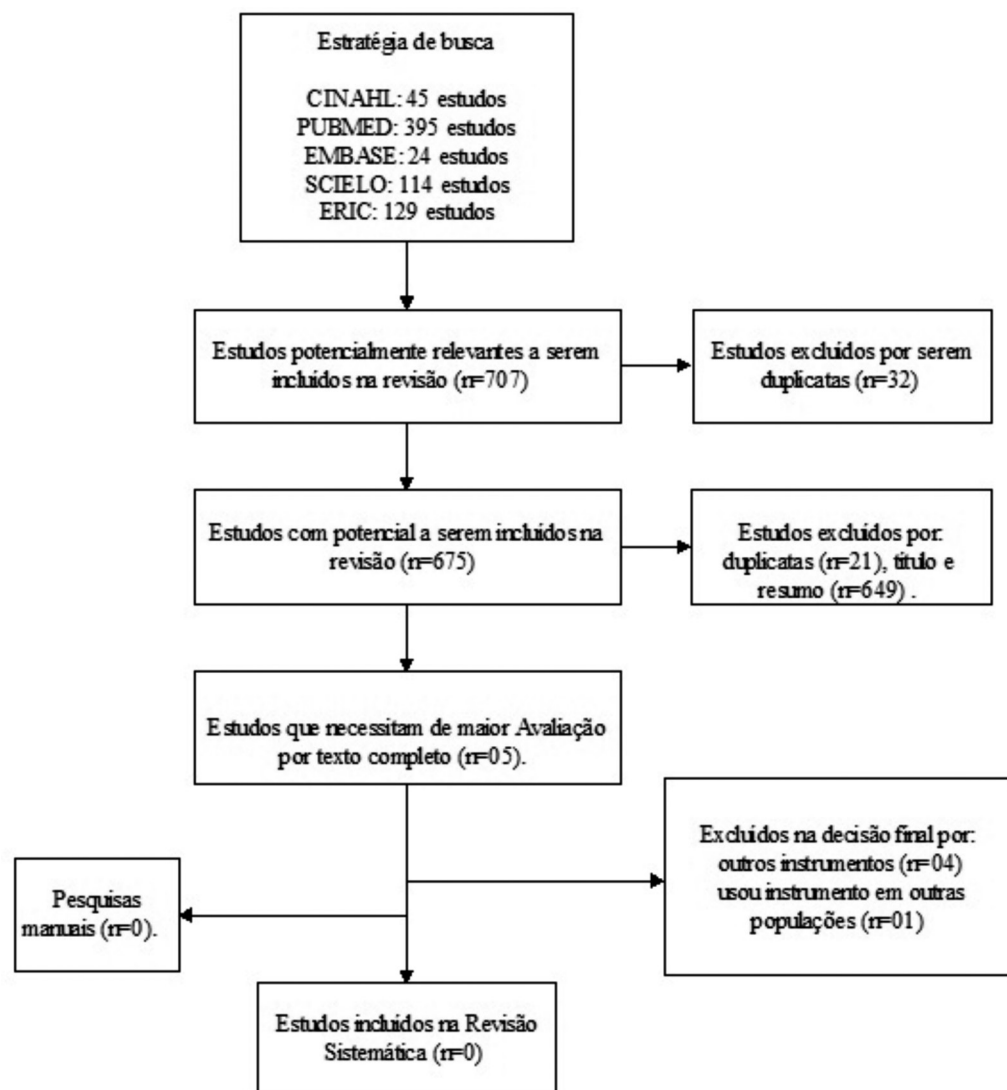 Estratégia de busca
CINAHL: 45 estudos
PUBMED: 395 estudos
EMBASE: 24 estudos
SCIELO: 114 estudos
ERIC: 129 estudos
Estudos potencialmente relevantes a serem
incluídos na revisão (n=707)
Estudos excluídos por serem
duplicatas (n=32)
Estudos com potencial a serem incluídos na
revisão (n=675)
Estudos excluídos por:
duplicatas (n=21), título e
resumo (n=649) .
Estudos que necessitam de maior Avaliação
por texto completo (n=05).
Excluídos na decisão final por:
outros instrumentos (n=04)
usou instrumento em outras
populações (n=01)
Pesquisas
manuais (n=0).
Estudos incluídos na Revisão
Sistemática (n=0)